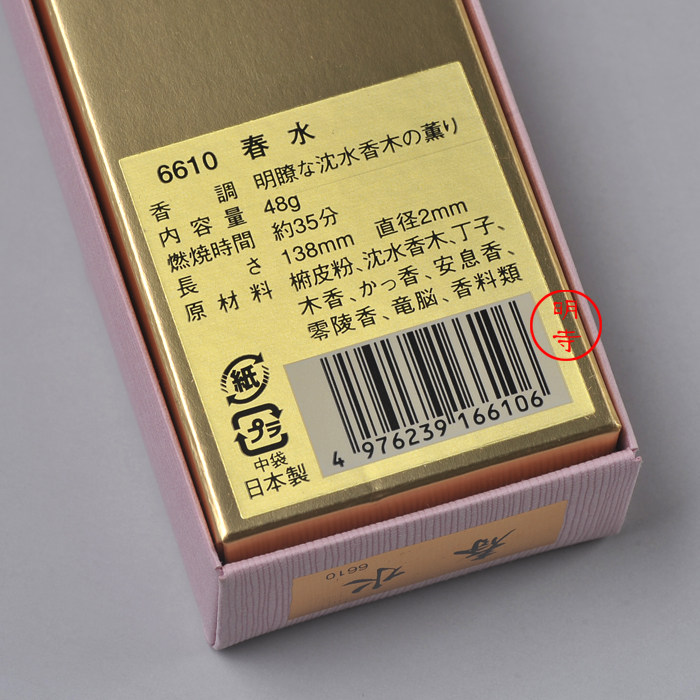 6610 春水
香調 明瞭な沈水香木の薫り
内容量 48g
燃焼時間 約35分
長さ 138mm 直径2mm
原材料 椨皮粉、沈水香木、丁子、
木香、かっ香、安息香、
零陵香、竜脳、香料類
紙
プラ
中袋
日本製
4 976239 166106
明寺
春水
6610